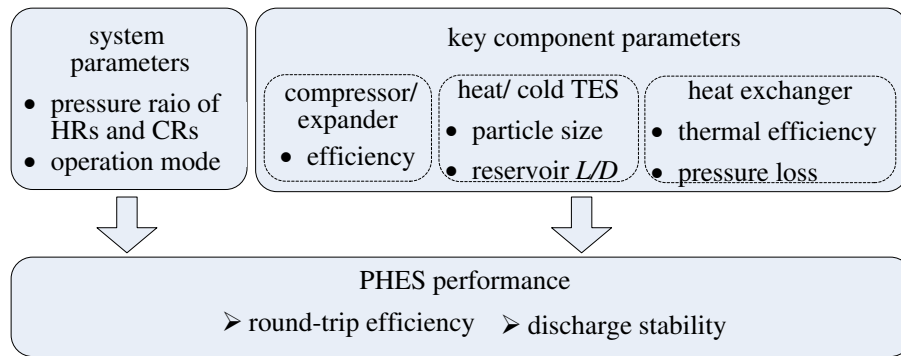 system
parameters
• pressure raio of
HRs and CRs
• operation mode
key component parameters
compressor/
expander
• efficiency
heat/ cold TES
• particle size
• reservoir L/D
heat exchanger
• thermal efficiency
• pressure loss
PHES performance
➢ round-trip efficiency ➢ discharge stability